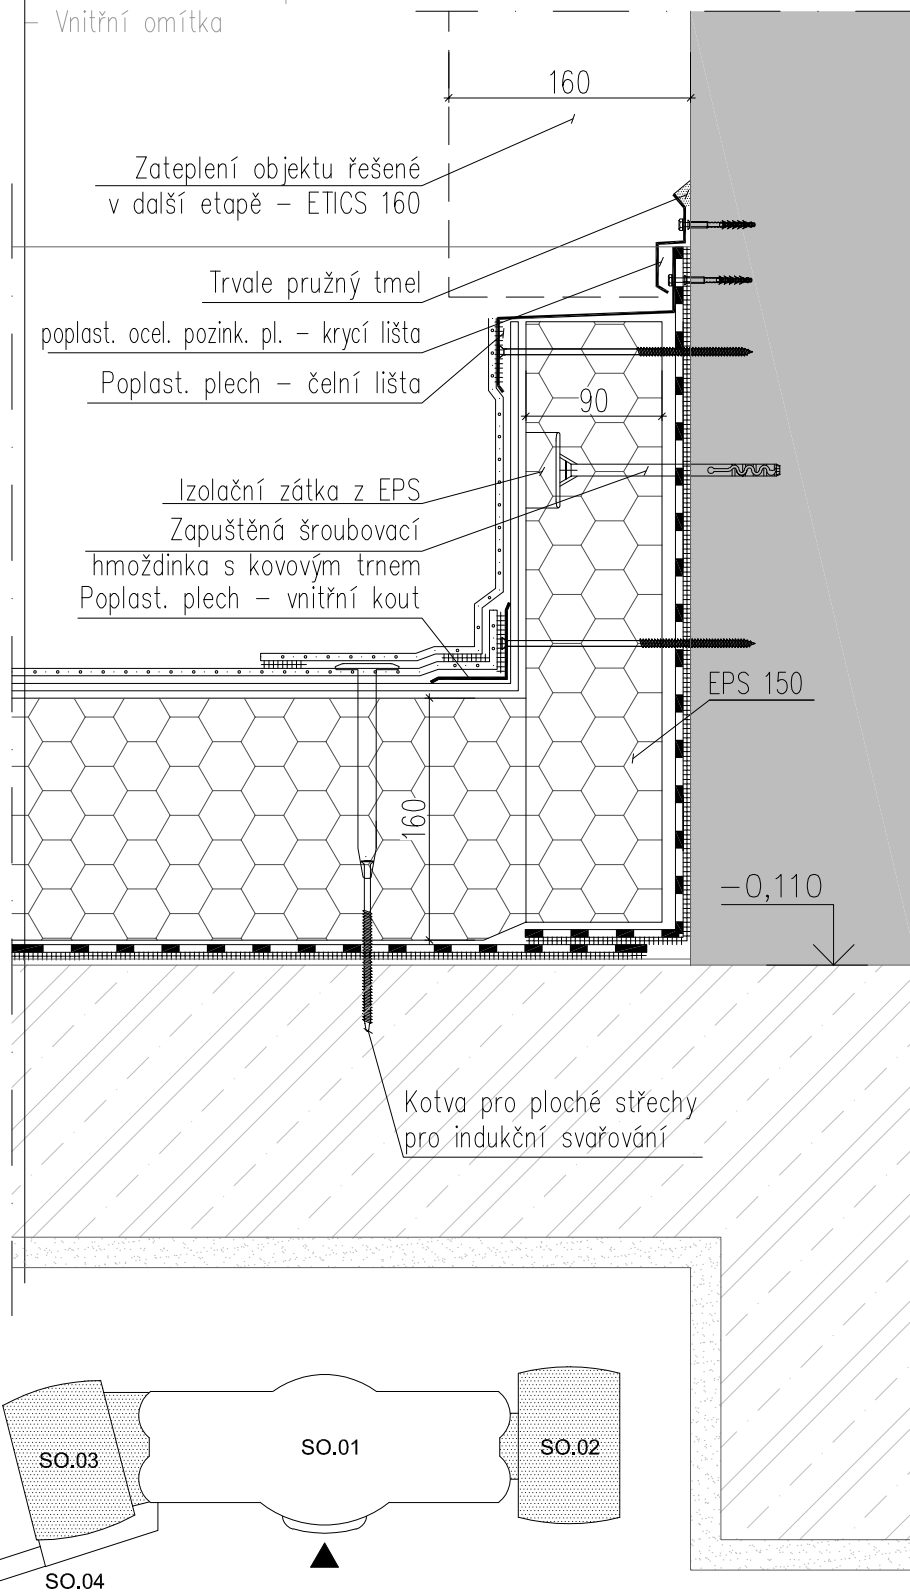 – Vnitřní omítka
160
Zateplení objektu řešené
v další etapě – ETICS 160
Trvale pružný tmel
poplast. ocel. pozink. pl. – krycí lišta
Poplast. plech – čelní lišta
90
Izolační zátka z EPS
Zapuštěná šroubovací
hmoždinka s kovovým trnem
Poplast. plech – vnitřní kout
EPS 150
160
–0,110
Kotva pro ploché střechy
pro indukční svařování
SO.03
SO.01
SO.02
SO.04